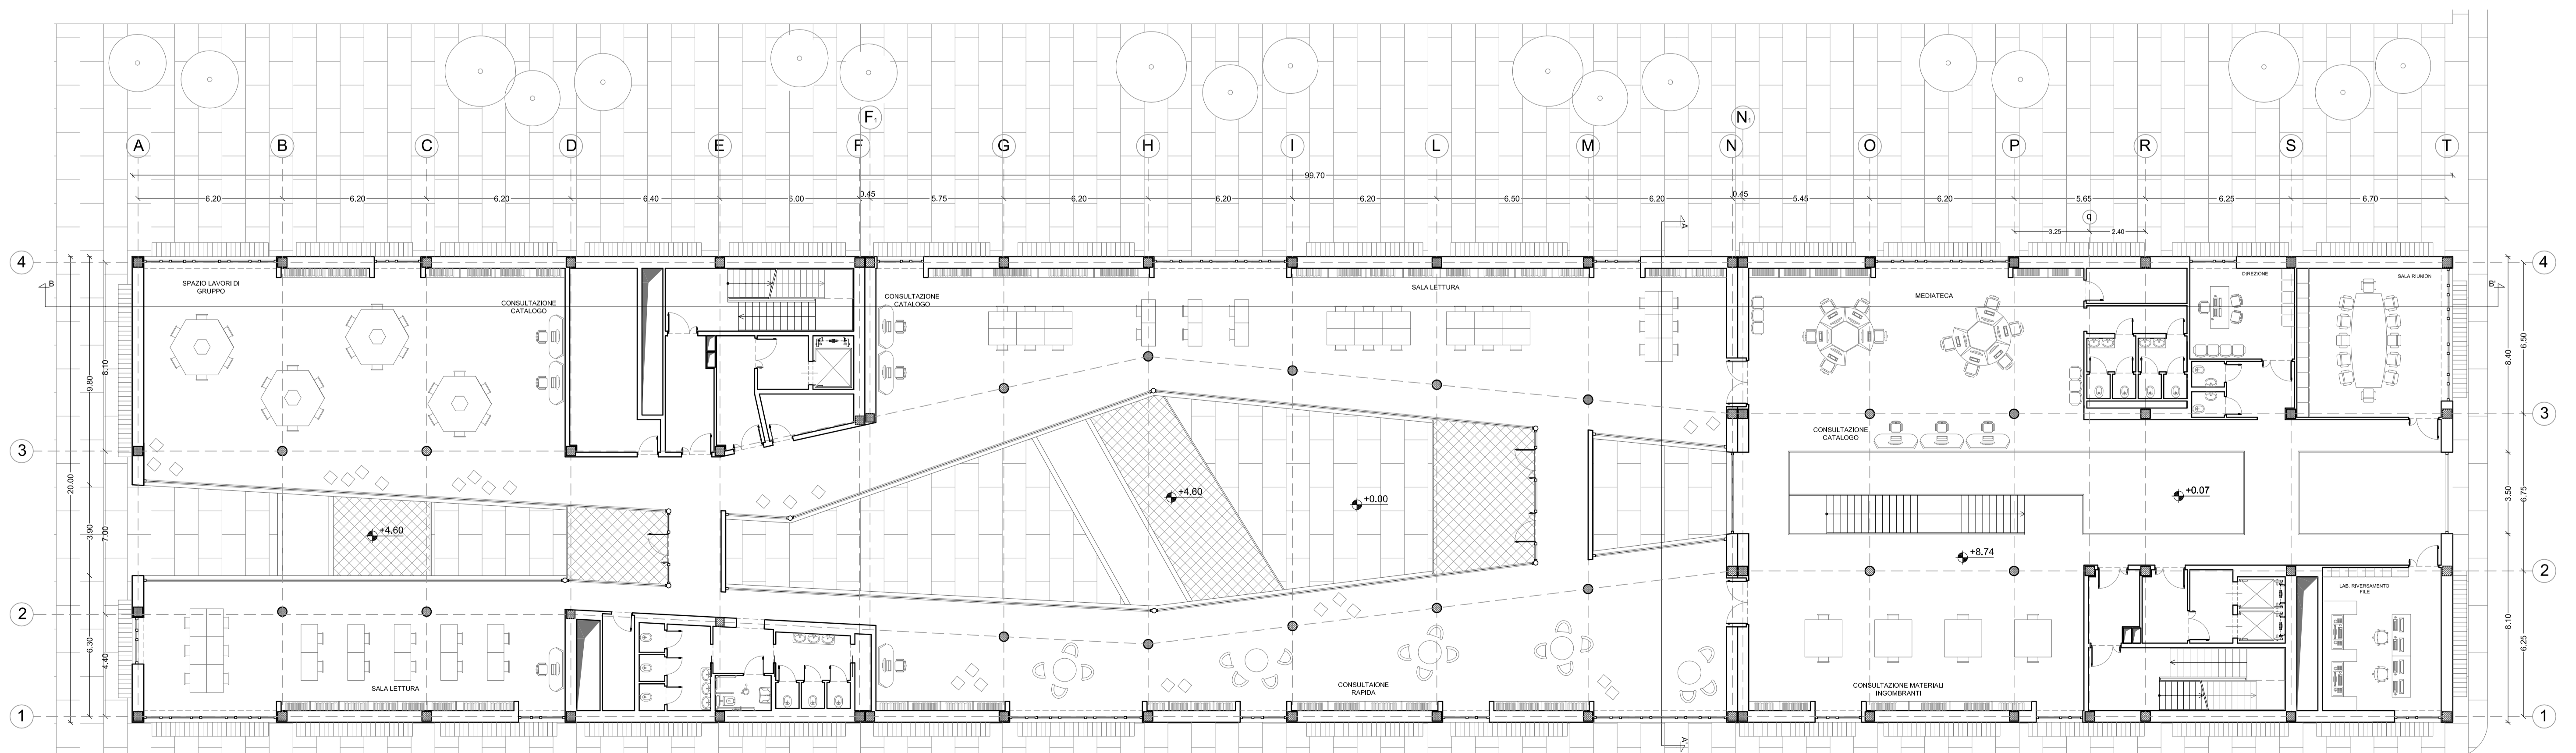 F₁
N₁
A
B
C
D
E
F
G
H
I
L
M
N
O
P
R
S
T
99.70
6.20
6.20
6.20
6.40
6.00
0.45
5.75
6.20
6.20
6.20
6.50
6.20
0.45
5.45
6.20
5.65
6.25
6.70
q
3.25
2.40
A
4
4
B
B'
SPAZIO LAVORI DI
GRUPPO
CONSULTAZIONE
CATALOGO
CONSULTAZIONE
CATALOGO
SALA LETTURA
MEDIATECA
DIREZIONE
SALA RIUNIONI
8.10
9.80
20.00
3.90
7.00
6.30
4.40
6.50
8.40
3.50
6.75
8.10
6.25
CONSULTAZIONE
CATALOGO
3
3
+4,60
+4,60
+0.00
+0.07
+8.74
2
2
LAB. RIVERSAMENTO
FILE
SALA LETTURA
CONSULTAIONE
RAPIDA
CONSULTAZIONE MATERIALI
INGOMBRANTI
1
1
A'